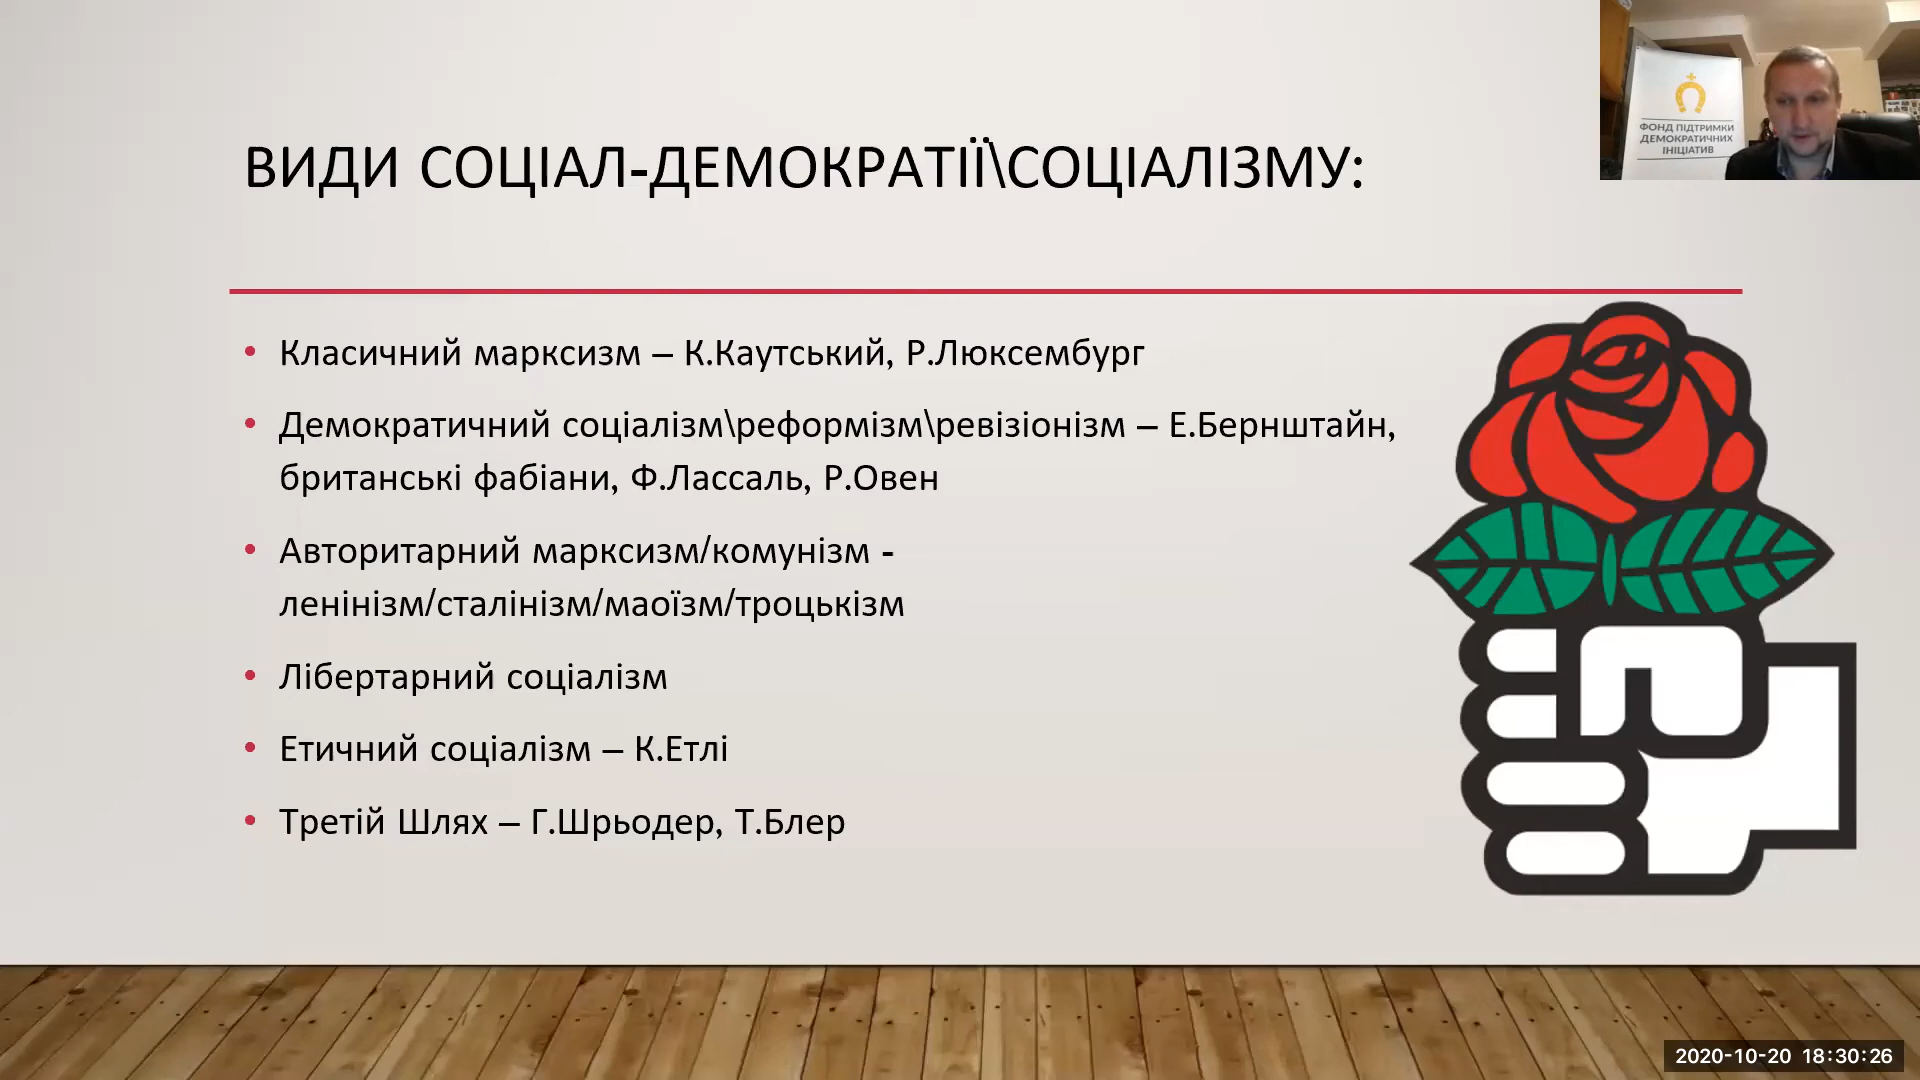 ВИДИ СОЦІАЛ-ДЕМОКРАТІЇ\СОЦІАЛІЗМУ:
ФОНД ПІДТРИМКИ
ДЕМОКРАТИЧНИХ
ІНІЦІАТИВ
• Класичний марксизм – К.Каутський, Р.Люксембург
• Демократичний соціалізм\реформізм\ревізіонізм – Е.Бернштайн,
британські фабіани, Ф.Лассаль, Р.Овен
• Авторитарний марксизм/комунізм -
ленінізм/сталінізм/маоїзм/троцькізм
• Лібертарний соціалізм
• Етичний соціалізм – К.Етлі
• Третій Шлях – Г.Шрьодер, Т.Блер
2020-10-20 18:30:26